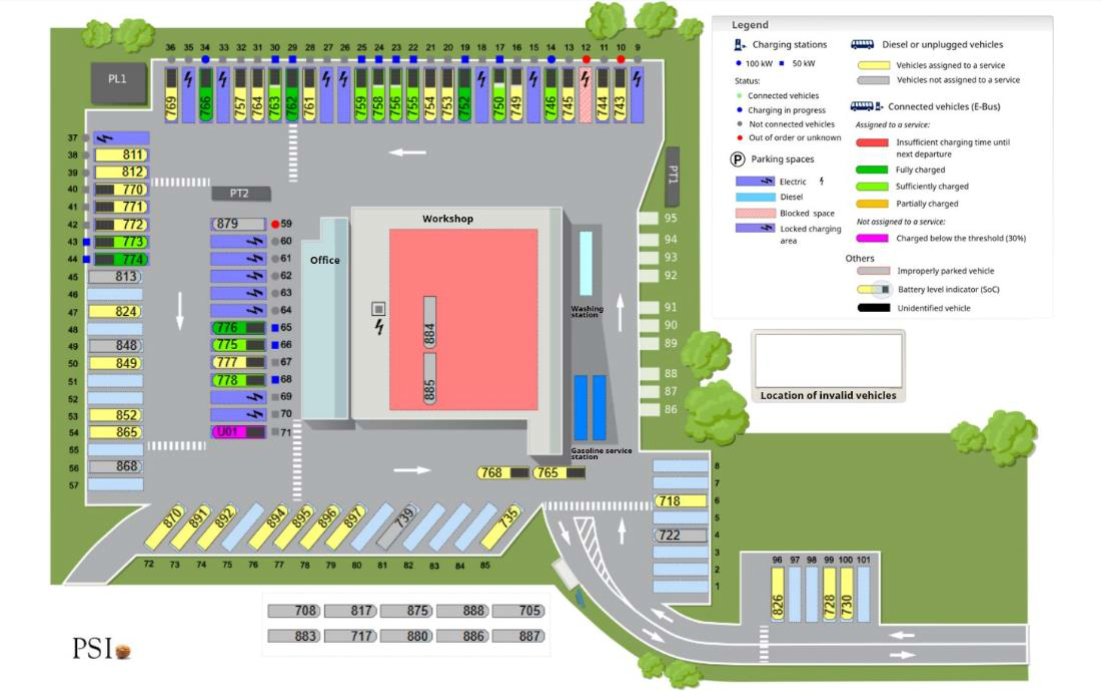 Legend
Charging stations
100 kW
50 kW
Status:
Connected vehicles
Charging in progress
Not connected vehicles
Out of order or unknown
P Parking spaces
Electric
Diesel
Blocked space
Locked charging
area
Diesel or unplugged vehicles
Vehicles assigned to a service
Vehicles not assigned to a service
Connected vehicles (E-Bus)
Assigned to a service:
Insufficient charging time until
next departure
Fully charged
Sufficiently charged
Partially charged
Not assigned to a service:
Charged below the threshold (30%)
Others
Improperly parked vehicle
Battery level indicator (SoC)
Unidentified vehicle
36 35 34 33 32 31 30 29 28 27 26 25 24 23 22 21 20 19 18 17 16 15 14 13 12 11 10 9
769 766 757 764 763 762 761 759 758 756 755 754 753 752 750 749 746 745 744 743
PL1
37
38 811
39 812
40 770
41 771
42 772
43 773
44 774
45 813
46
47 824
48
49 848
50 849
51
52
53 852
54 865
55
56 868
57
PT2
879 59
60
61
62
63
64
776 65
775 66
777 67
778 68
69
70
U01 71
Office
Workshop
884
885
Washing
station
Gasoline service
station
PT1
95
94
93
92
91
90
89
88
87
86
Location of invalid vehicles
768 765
8
7
718 6
5
722 4
3
2
1
870 891 892 894 895 896 897 739 735
72 73 74 75 76 77 78 79 80 81 82 83 84 85
96 97 98 99 100 101
826 728 730
708 817 875 888 705
883 717 880 886 887
PSI